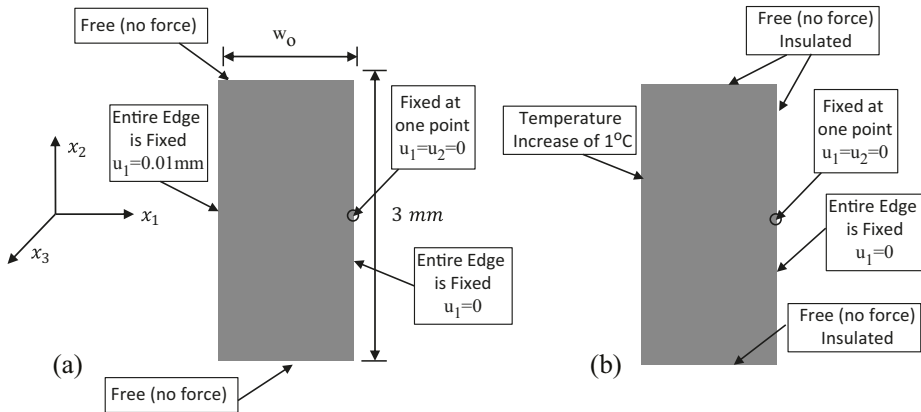 Free (no force)
w₀
Entire Edge
is Fixed
u₁=0.01mm
Fixed at
one point
u₁=u₂=0
x₂
x₁
x₃
3 mm
Entire Edge
is Fixed
u₁=0
(a)
Free (no force)
Free (no force)
Insulated
Temperature
Increase of 1°C
Fixed at
one point
u₁=u₂=0
Entire Edge
is Fixed
u₁=0
Free (no force)
Insulated
(b)